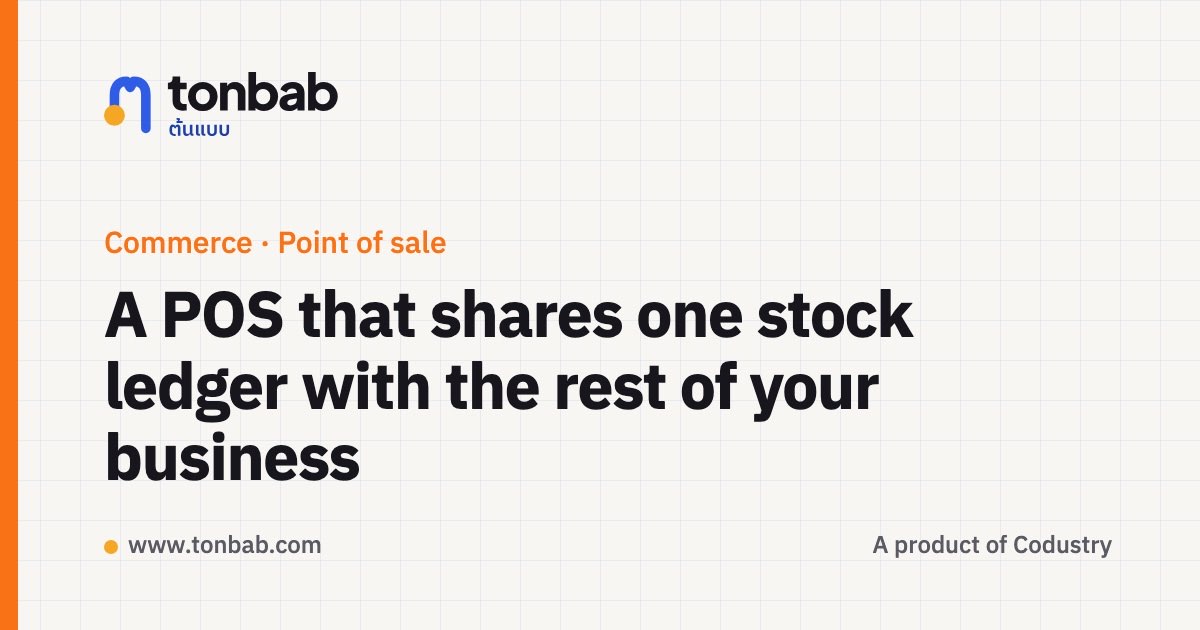 tonbab
ต้นแบบ
Commerce · Point of sale
A POS that shares one stock
ledger with the rest of your
business
www.tonbab.com
A product of Codustry